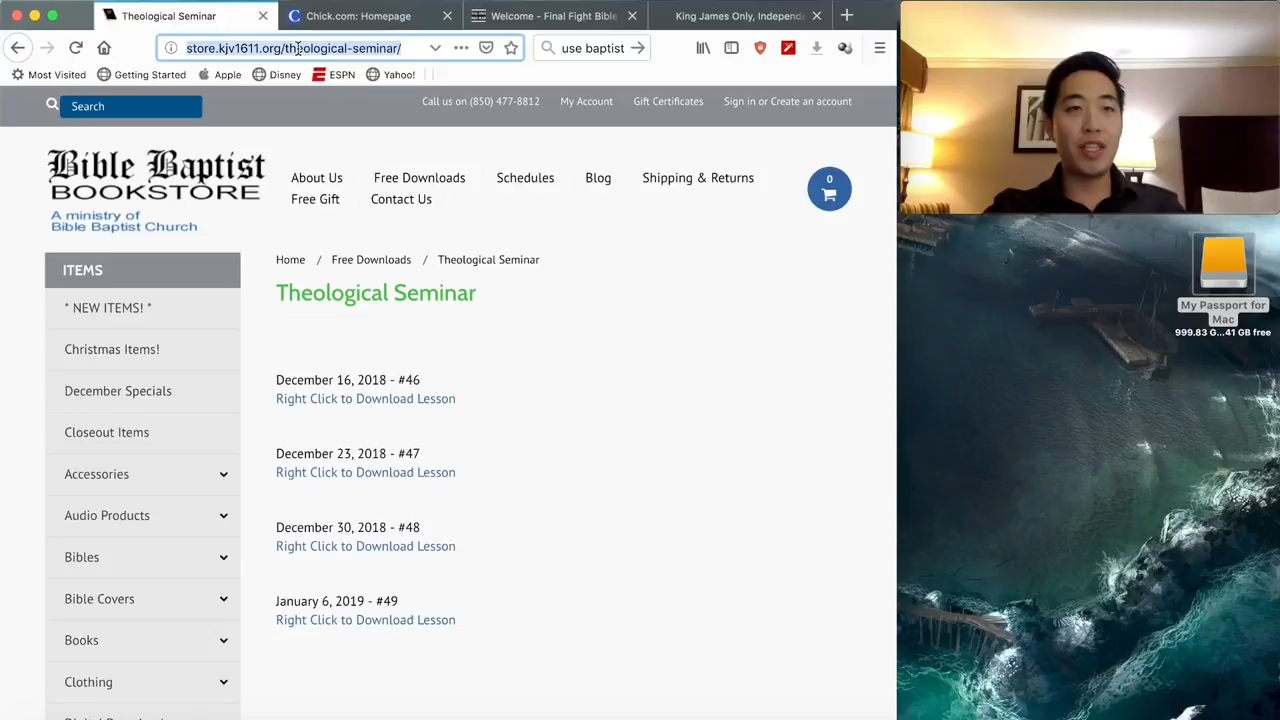 Theological Seminar
Chick.com: Homepage
Welcome - Final Fight Bible
King James Only, Independ
store.kjv1611.org/theological-seminar/
use baptist
Most Visited
Getting Started
Apple
Disney
ESPN
Yahoo!
Search
Call us on (850) 477-8812
My Account
Gift Certificates
Sign in or Create an account
Bible Baptist
BOOKSTORE
A ministry of
Bible Baptist Church
About Us
Free Downloads
Schedules
Blog
Shipping & Returns
Free Gift
Contact Us
0
ITEMS
* NEW ITEMS! *
Christmas Items!
December Specials
Closeout Items
Accessories
Audio Products
Bibles
Bible Covers
Books
Clothing
Home / Free Downloads / Theological Seminar
Theological Seminar
December 16, 2018 - #46
Right Click to Download Lesson
December 23, 2018 - #47
Right Click to Download Lesson
December 30, 2018 - #48
Right Click to Download Lesson
January 6, 2019 - #49
Right Click to Download Lesson
My Passport for
Mac
999.83 G...41 GB free